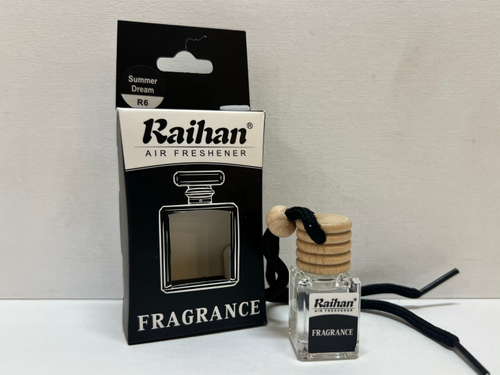 Summer
Dream
R6
Raihan®
AIR FRESHENER
FRAGRANCE
Raihan®
AIR FRESHENER
FRAGRANCE